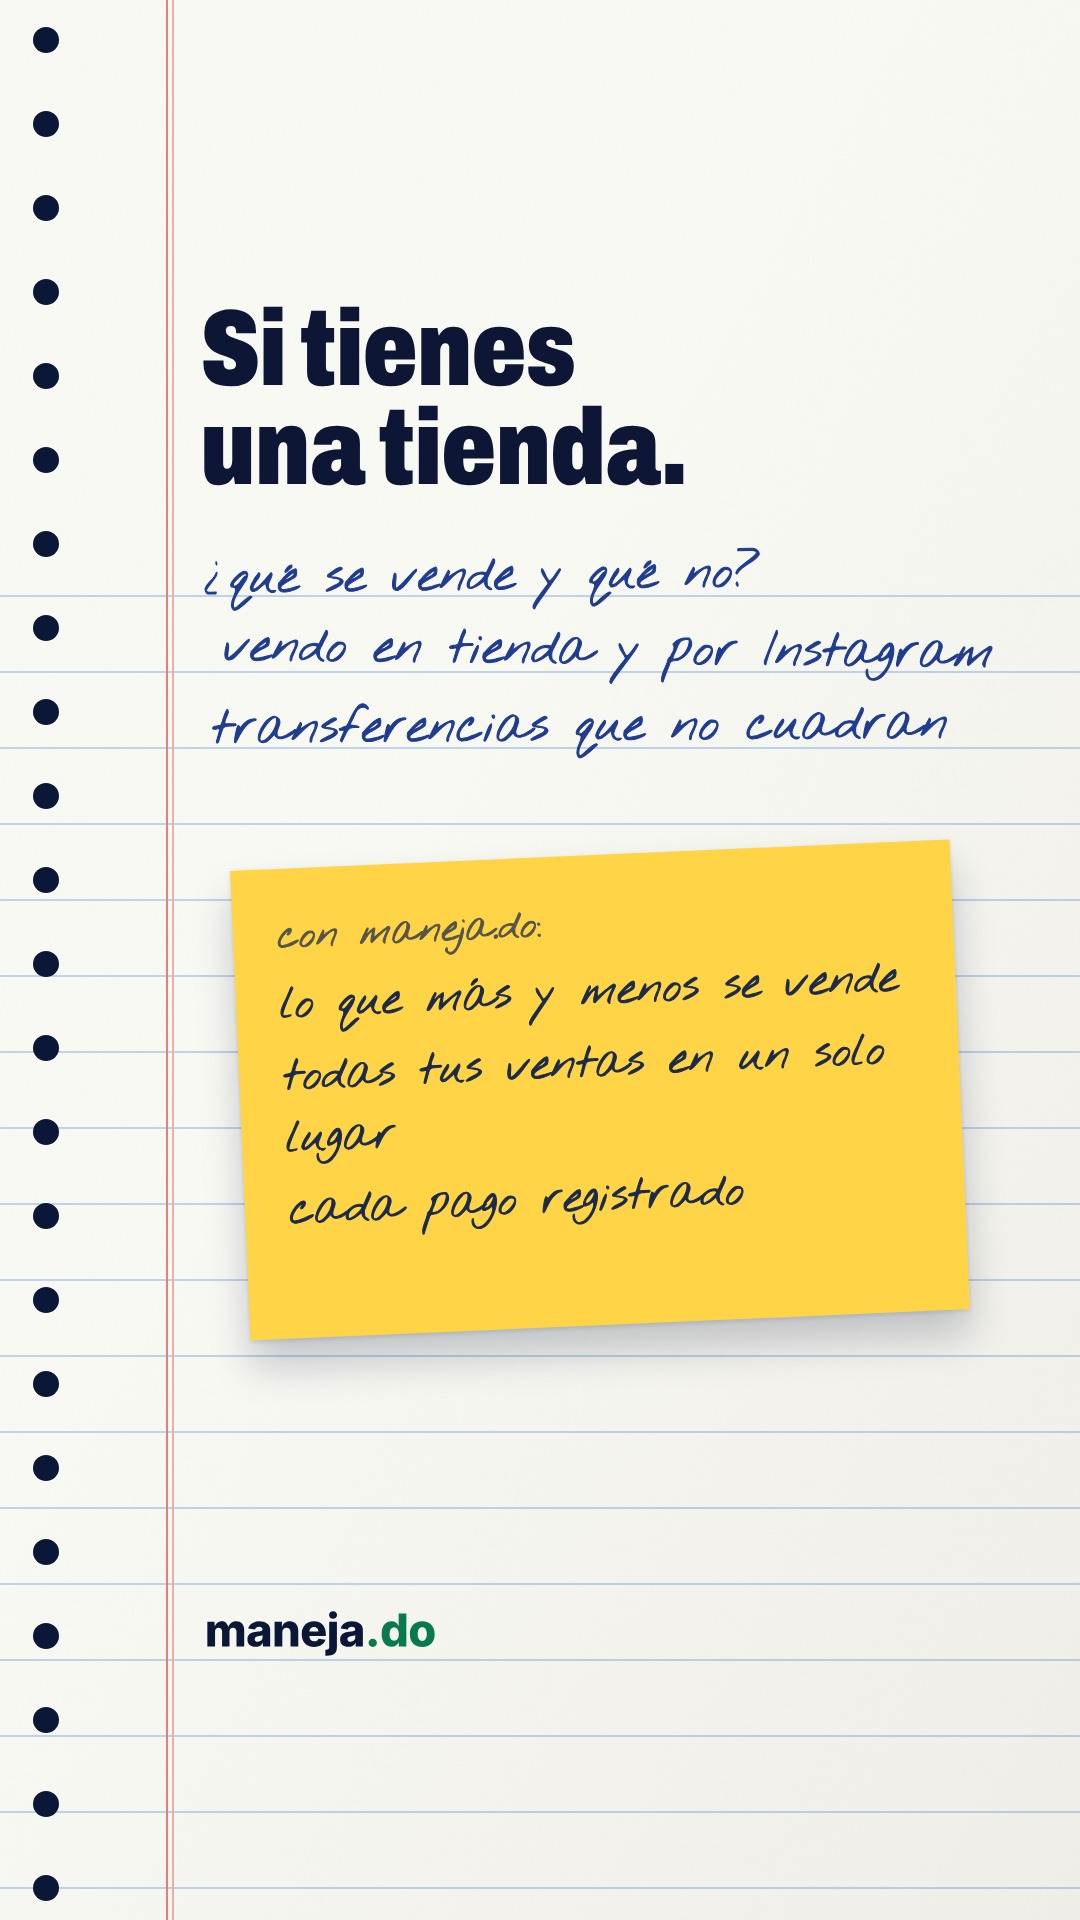 Si tienes
una tienda.
¿qué se vende y qué no?
vendo en tienda y por Instagram
transferencias que no cuadran
con maneja.do:
lo que más y menos se vende
todas tus ventas en un solo
lugar
cada pago registrado
maneja.do